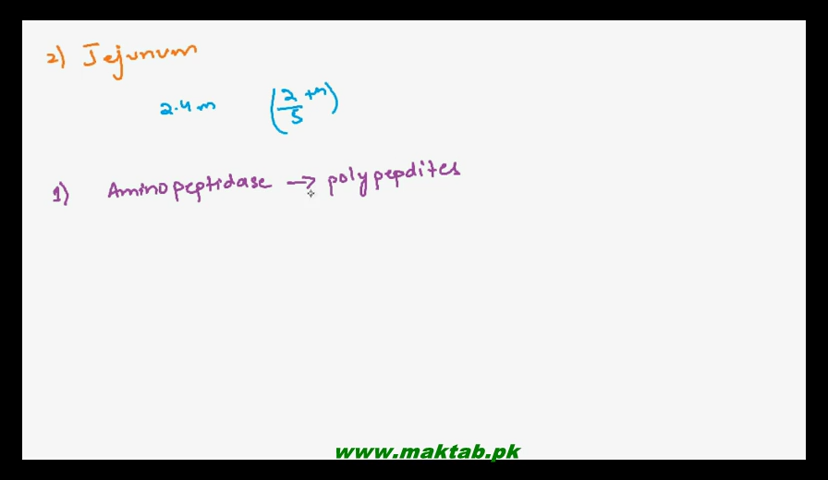 2) Jejunum
2.4 m (2/5 th)
1) Aminopeptidase → polypepdites
www.maktab.pk